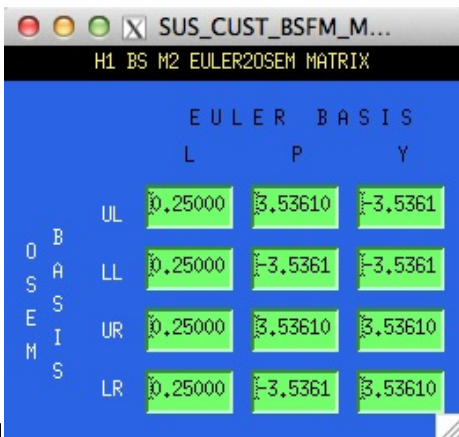 SUS_CUST_BSFM_M...
H1 BS M2 EULER2OSEM MATRIX
EULER BASIS
L P Y
OSEM BASIS
UL 0.25000 3.53610 -3.5361
LL 0.25000 -3.5361 -3.5361
UR 0.25000 3.53610 3.53610
LR 0.25000 -3.5361 3.53610